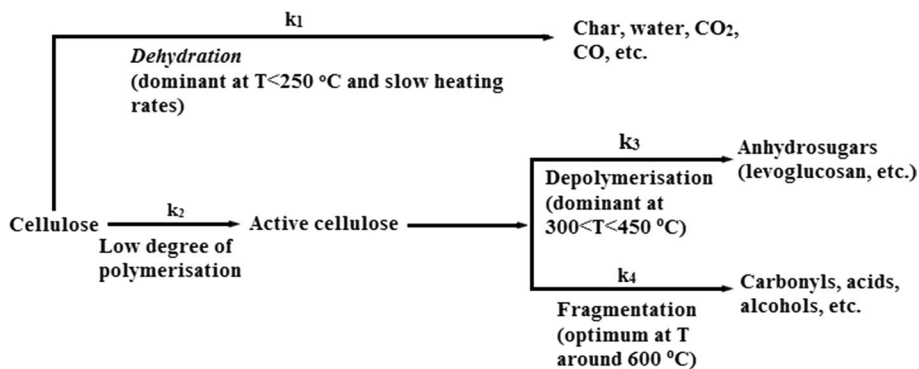 k₁
Dehydration
(dominant at T<250 °C and slow heating
rates)
Char, water, CO₂,
CO, etc.
Cellulose
k₂
Low degree of
polymerisation
Active cellulose
k₃
Depolymerisation
(dominant at
300<T<450 °C)
Anhydrosugars
(levoglucosan, etc.)
k₄
Fragmentation
(optimum at T
around 600 °C)
Carbonyls, acids,
alcohols, etc.